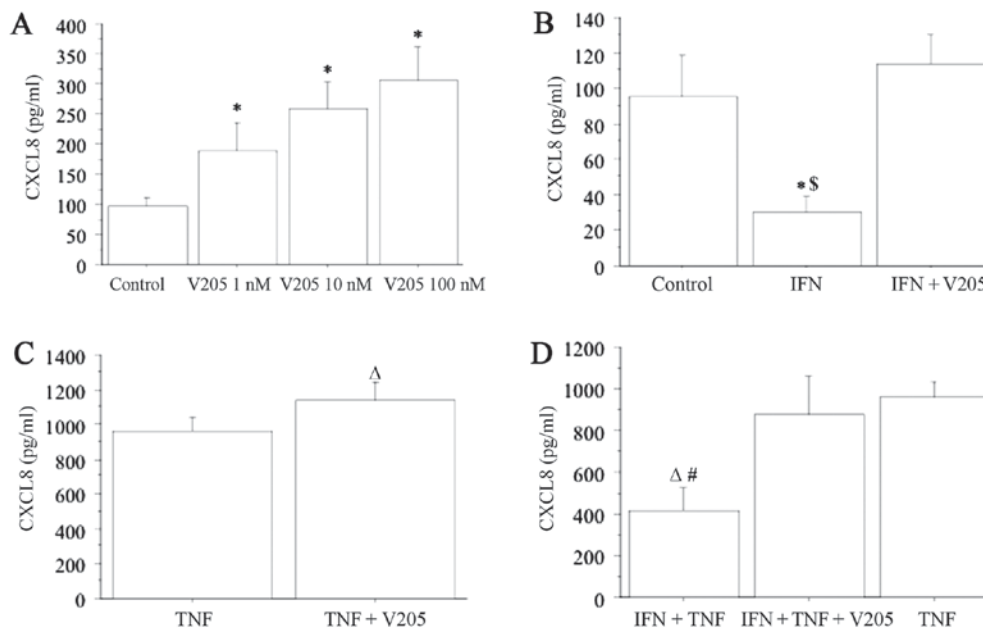 A
CXCL8 (pg/ml)
400
350
300
250
200
150
100
50
0
*
*
*
Control V205 1 nM V205 10 nM V205 100 nM
B
CXCL8 (pg/ml)
140
120
100
80
60
40
20
0
*$
Control IFN IFN + V205
C
CXCL8 (pg/ml)
1400
1200
1000
800
600
400
200
0
Δ
TNF TNF + V205
D
CXCL8 (pg/ml)
1200
1000
800
600
400
200
0
Δ #
IFN + TNF IFN + TNF + V205 TNF